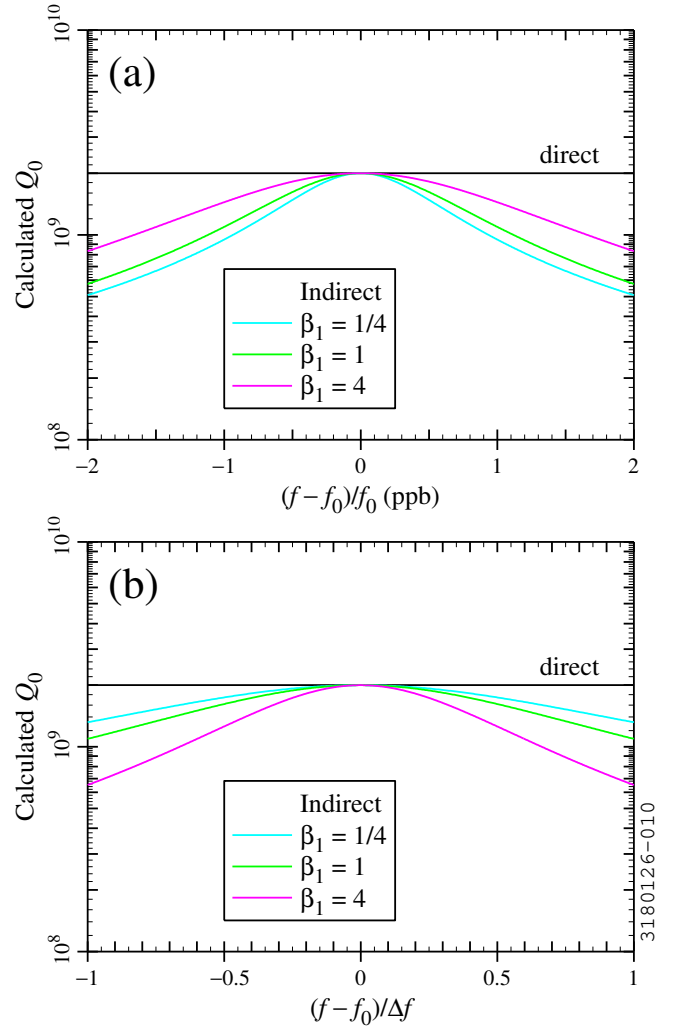 10^10
(a)
direct
Calculated Q_0
10^9
Indirect
β_1 = 1/4
β_1 = 1
β_1 = 4
10^8
−2 −1 0 1 2
(f − f_0)/f_0 (ppb)
10^10
(b)
direct
Calculated Q_0
10^9
Indirect
β_1 = 1/4
β_1 = 1
β_1 = 4
10^8
−1 −0.5 0 0.5 1
(f − f_0)/Δf
3180126-010